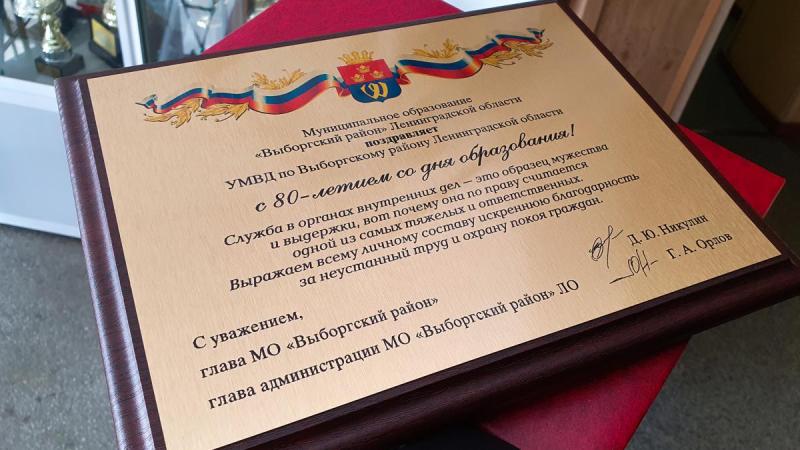 Муниципальное образование
«Выборгский район» Ленинградской области
поздравляет
УМВД по Выборгскому району Ленинградской области
с 80-летием со дня образования!
Служба в органах внутренних дел – это образец мужества
и выдержки, вот почему она по праву считается
одной из самых тяжелых и ответственных.
Выражаем всему личному составу искреннюю благодарность
за неустанный труд и охрану покоя граждан.
С уважением,
глава МО «Выборгский район»
Д. Ю. Никулин
глава администрации МО «Выборгский район» ЛО
Г. А. Орлов